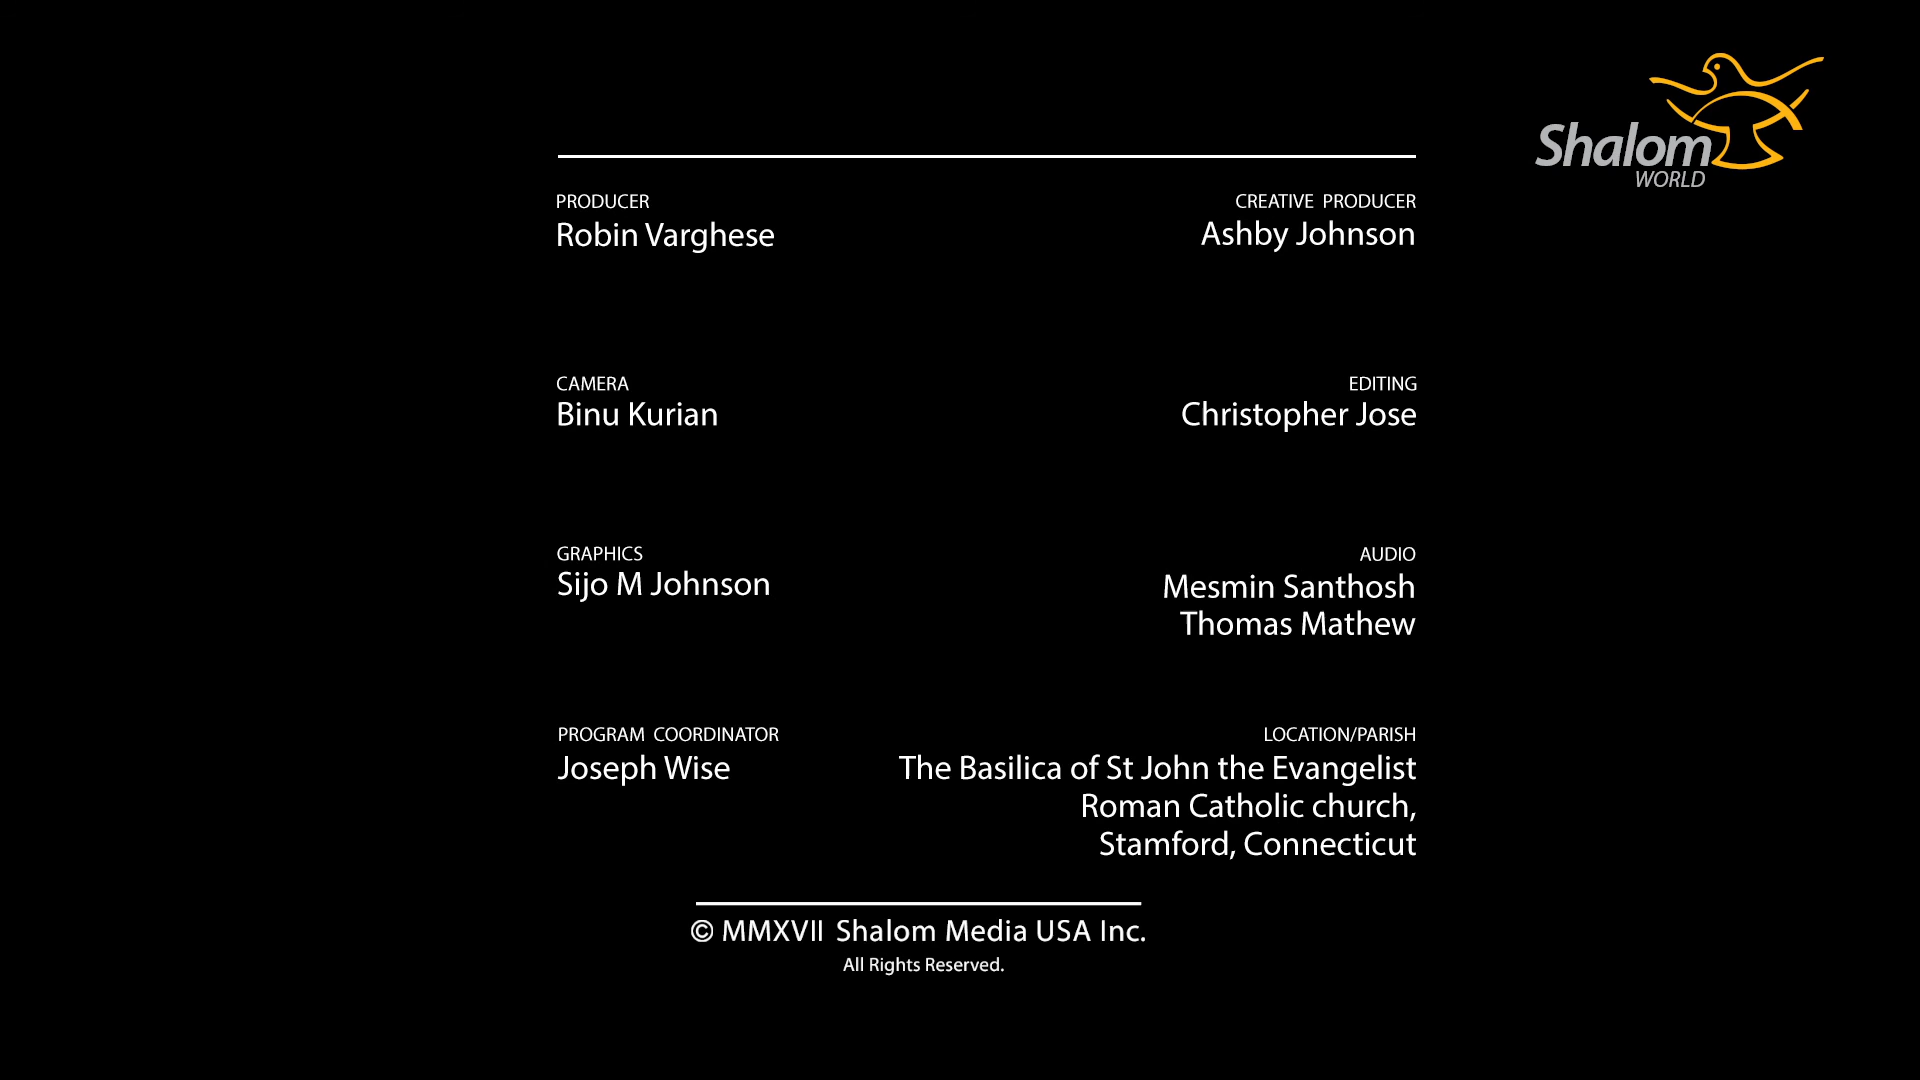 Shalom
WORLD
PRODUCER
Robin Varghese
CREATIVE PRODUCER
Ashby Johnson
CAMERA
Binu Kurian
EDITING
Christopher Jose
GRAPHICS
Sijo M Johnson
AUDIO
Mesmin Santhosh
Thomas Mathew
PROGRAM COORDINATOR
Joseph Wise
LOCATION/PARISH
The Basilica of St John the Evangelist
Roman Catholic church,
Stamford, Connecticut
© MMXVII Shalom Media USA Inc.
All Rights Reserved.